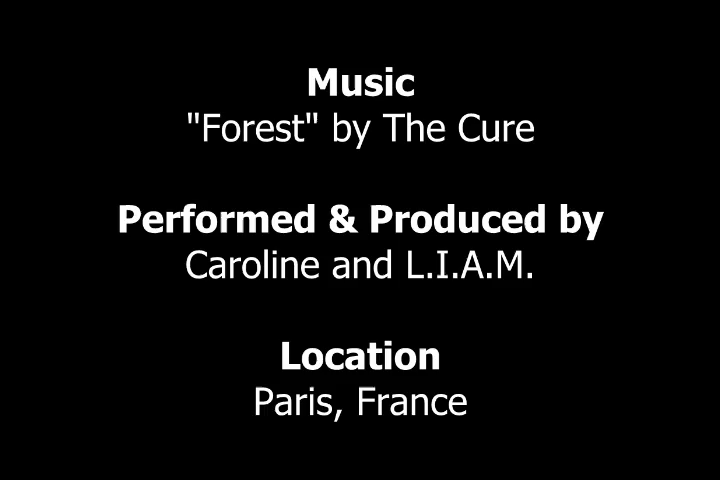 Music
"Forest" by The Cure
Performed & Produced by
Caroline and L.I.A.M.
Location
Paris, France